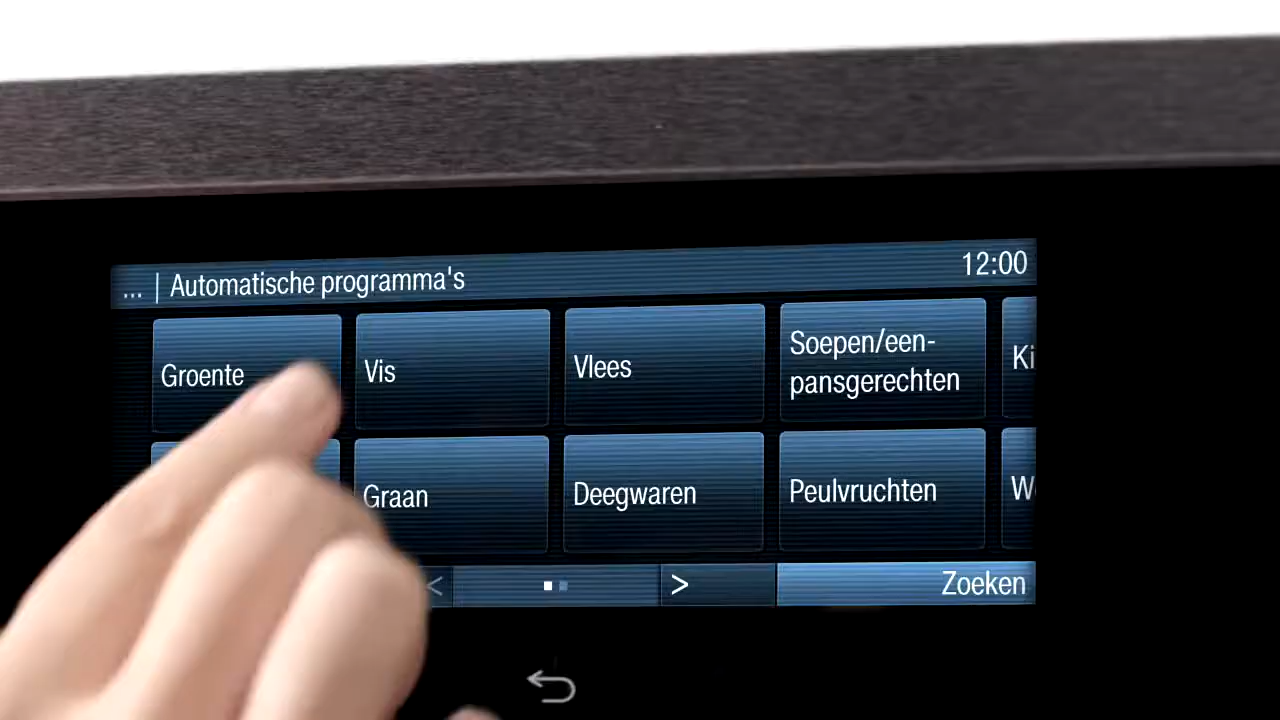 ... | Automatische programma's
12:00
Groente
Vis
Vlees
Soepen/een-
pansgerechten
Ki
Graan
Deegwaren
Peulvruchten
< >
Zoeken